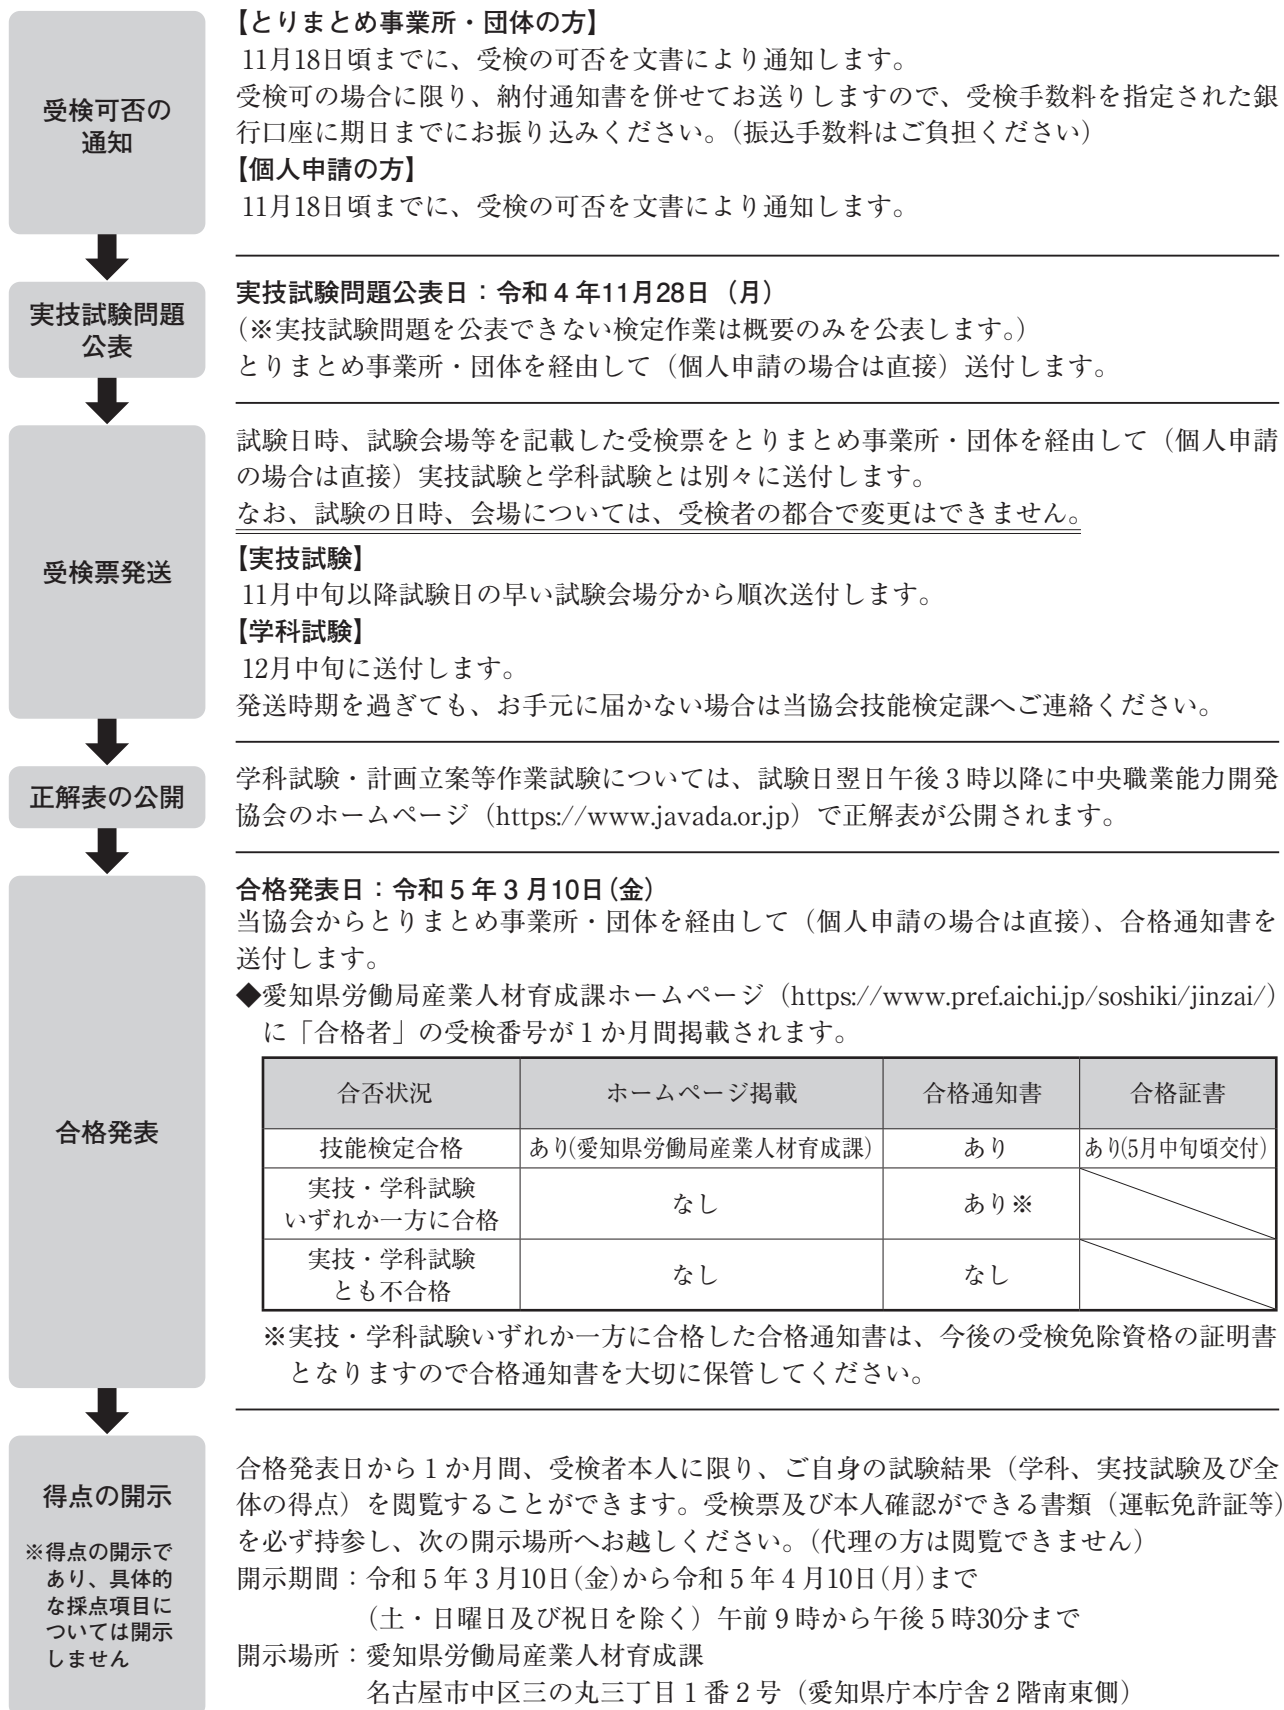 受検可否の
通知
【とりまとめ事業所・団体の方】
11月18日頃までに、受検の可否を文書により通知します。
受検可の場合に限り、納付通知書を併せてお送りしますので、受検手数料を指定された銀
行口座に期日までにお振り込みください。（振込手数料はご負担ください）
【個人申請の方】
11月18日頃までに、受検の可否を文書により通知します。
実技試験問題
公表
実技試験問題公表日：令和４年11月28日（月）
（※実技試験問題を公表できない検定作業は概要のみを公表します。）
とりまとめ事業所・団体を経由して（個人申請の場合は直接）送付します。
受検票発送
試験日時、試験会場等を記載した受検票をとりまとめ事業所・団体を経由して（個人申請
の場合は直接）実技試験と学科試験とは別々に送付します。
なお、試験の日時、会場については、受検者の都合で変更はできません。
【実技試験】
11月中旬以降試験日の早い試験会場分から順次送付します。
【学科試験】
12月中旬に送付します。
発送時期を過ぎても、お手元に届かない場合は当協会技能検定課へご連絡ください。
正解表の公開
学科試験・計画立案等作業試験については、試験日翌日午後３時以降に中央職業能力開発
協会のホームページ（https://www.javada.or.jp）で正解表が公開されます。
合格発表
合格発表日：令和５年３月10日（金）
当協会からとりまとめ事業所・団体を経由して（個人申請の場合は直接）、合格通知書を
送付します。
◆愛知県労働局産業人材育成課ホームページ（https://www.pref.aichi.jp/soshiki/jinzai/）
に「合格者」の受検番号が１か月間掲載されます。
合否状況 ホームページ掲載 合格通知書 合格証書
技能検定合格 あり（愛知県労働局産業人材育成課） あり あり（5月中旬頃交付）
実技・学科試験
いずれか一方に合格 なし あり※
実技・学科試験
とも不合格 なし なし
※実技・学科試験いずれか一方に合格した合格通知書は、今後の受検免除資格の証明書
となりますので合格通知書を大切に保管してください。
得点の開示
※得点の開示で
あり、具体的
な採点項目に
ついては開示
しません
合格発表日から１か月間、受検者本人に限り、ご自身の試験結果（学科、実技試験及び全
体の得点）を閲覧することができます。受検票及び本人確認ができる書類（運転免許証等）
を必ず持参し、次の開示場所へお越しください。（代理の方は閲覧できません）
開示期間：令和５年３月10日（金）から令和５年４月10日（月）まで
（土・日曜日及び祝日を除く）午前９時から午後５時30分まで
開示場所：愛知県労働局産業人材育成課
名古屋市中区三の丸三丁目１番２号（愛知県庁本庁舎２階南東側）